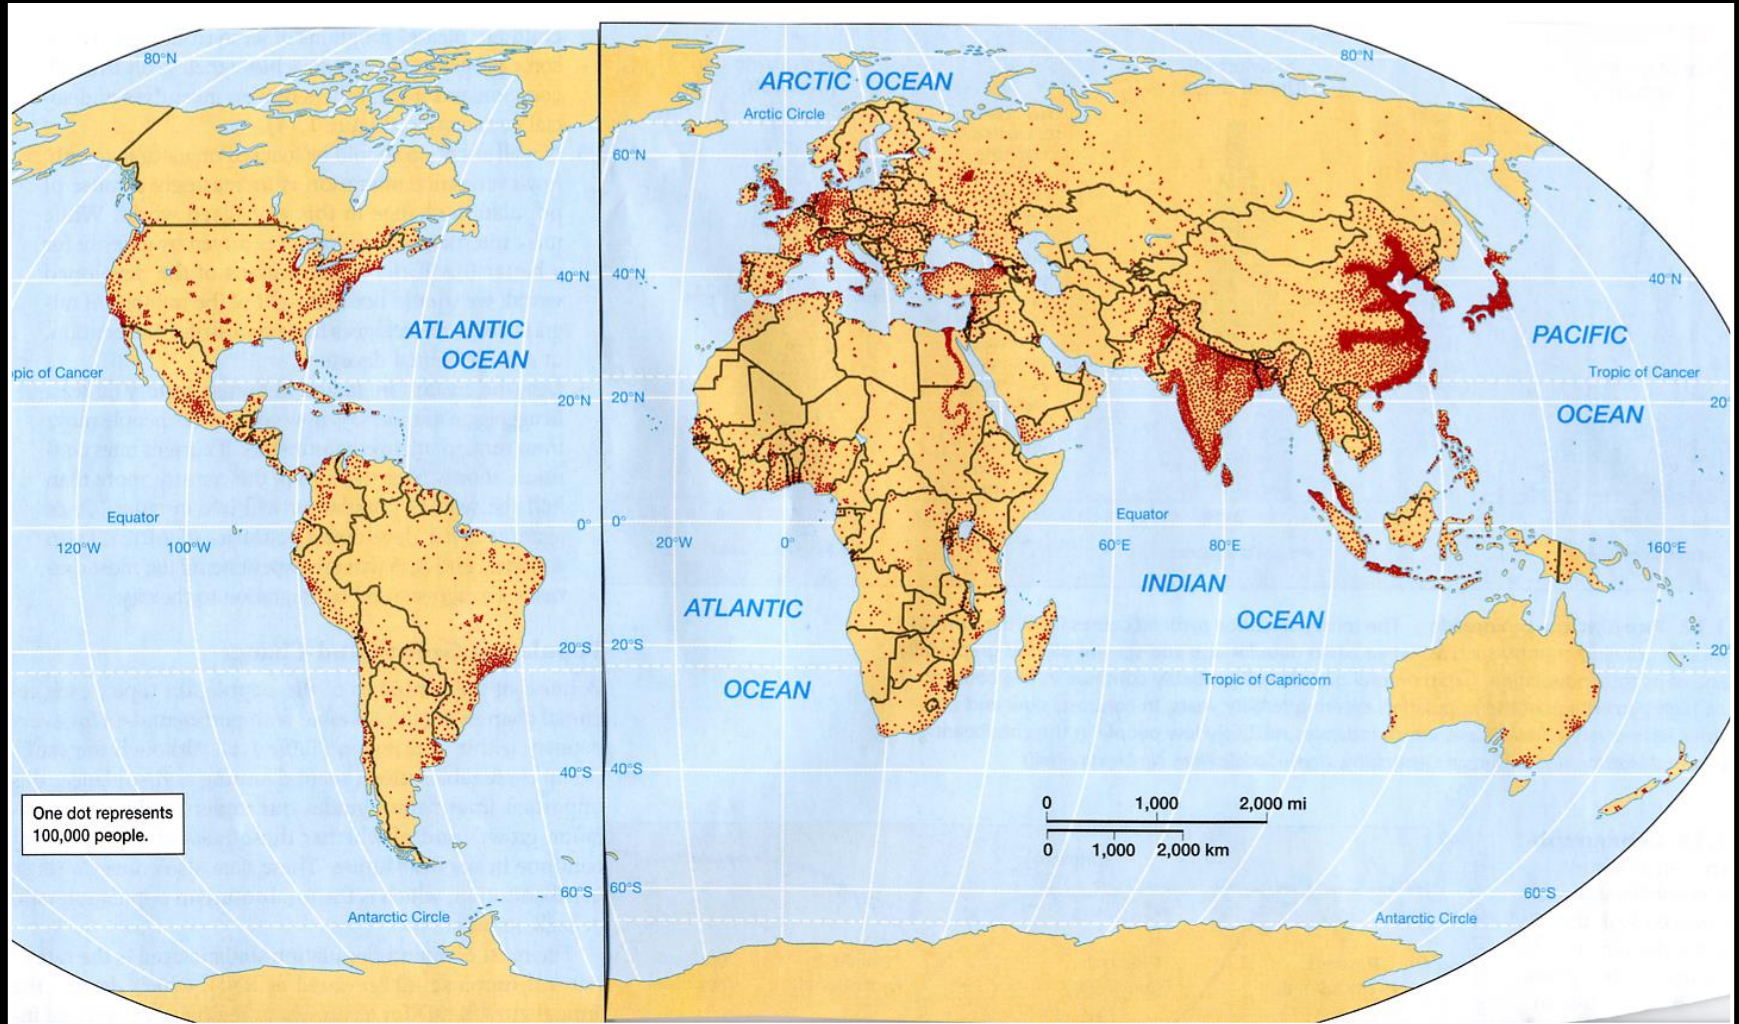 80°N
80°N
ARCTIC OCEAN
Arctic Circle
60°N
40°N
40°N
40°N
ATLANTIC
OCEAN
PACIFIC
OCEAN
pic of Cancer
Tropic of Cancer
20°N
20°N
20°
Equator
Equator
0°
0°
120°W
100°W
20°W
0°
60°E
80°E
160°E
INDIAN
OCEAN
ATLANTIC
OCEAN
20°S
20°S
20°
Tropic of Capricorn
40°S
40°S
One dot represents
100,000 people.
0 1,000 2,000 mi
0 1,000 2,000 km
60°S
60°S
60°S
Antarctic Circle
Antarctic Circle